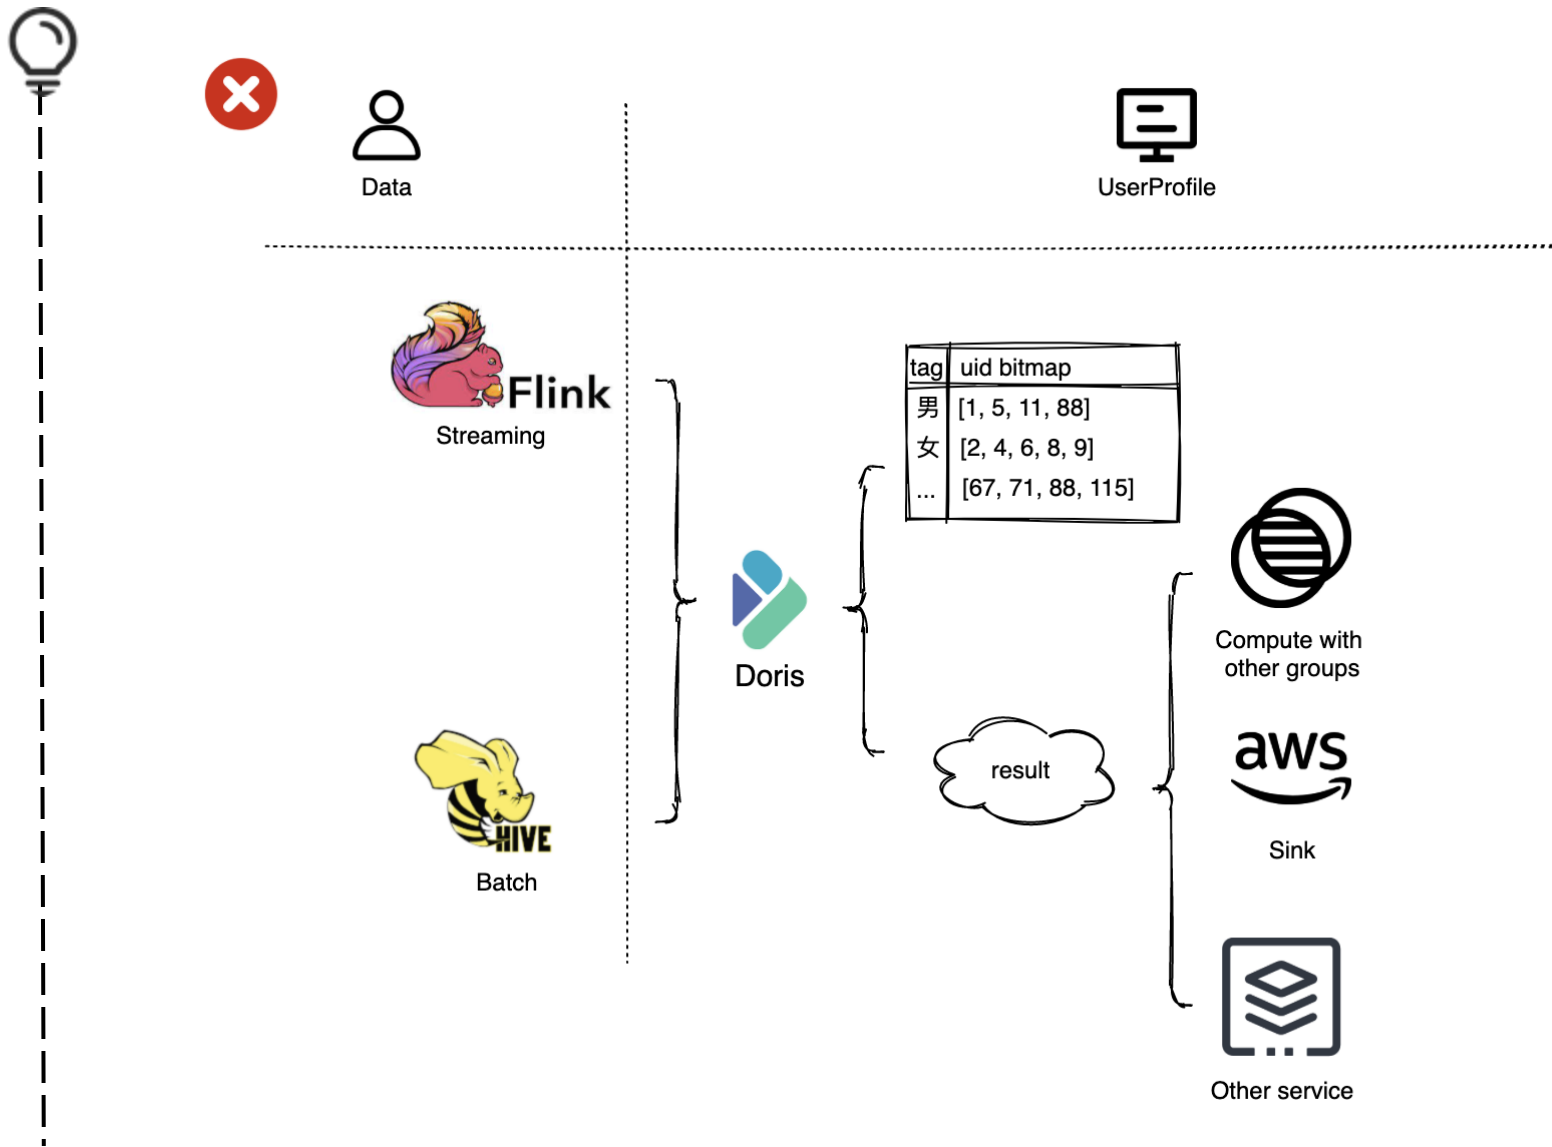 Data
UserProfile
Flink
Streaming
tag uid bitmap
男 [1, 5, 11, 88]
女 [2, 4, 6, 8, 9]
... [67, 71, 88, 115]
Doris
Compute with
other groups
result
aws
Sink
HIVE
Batch
Other service